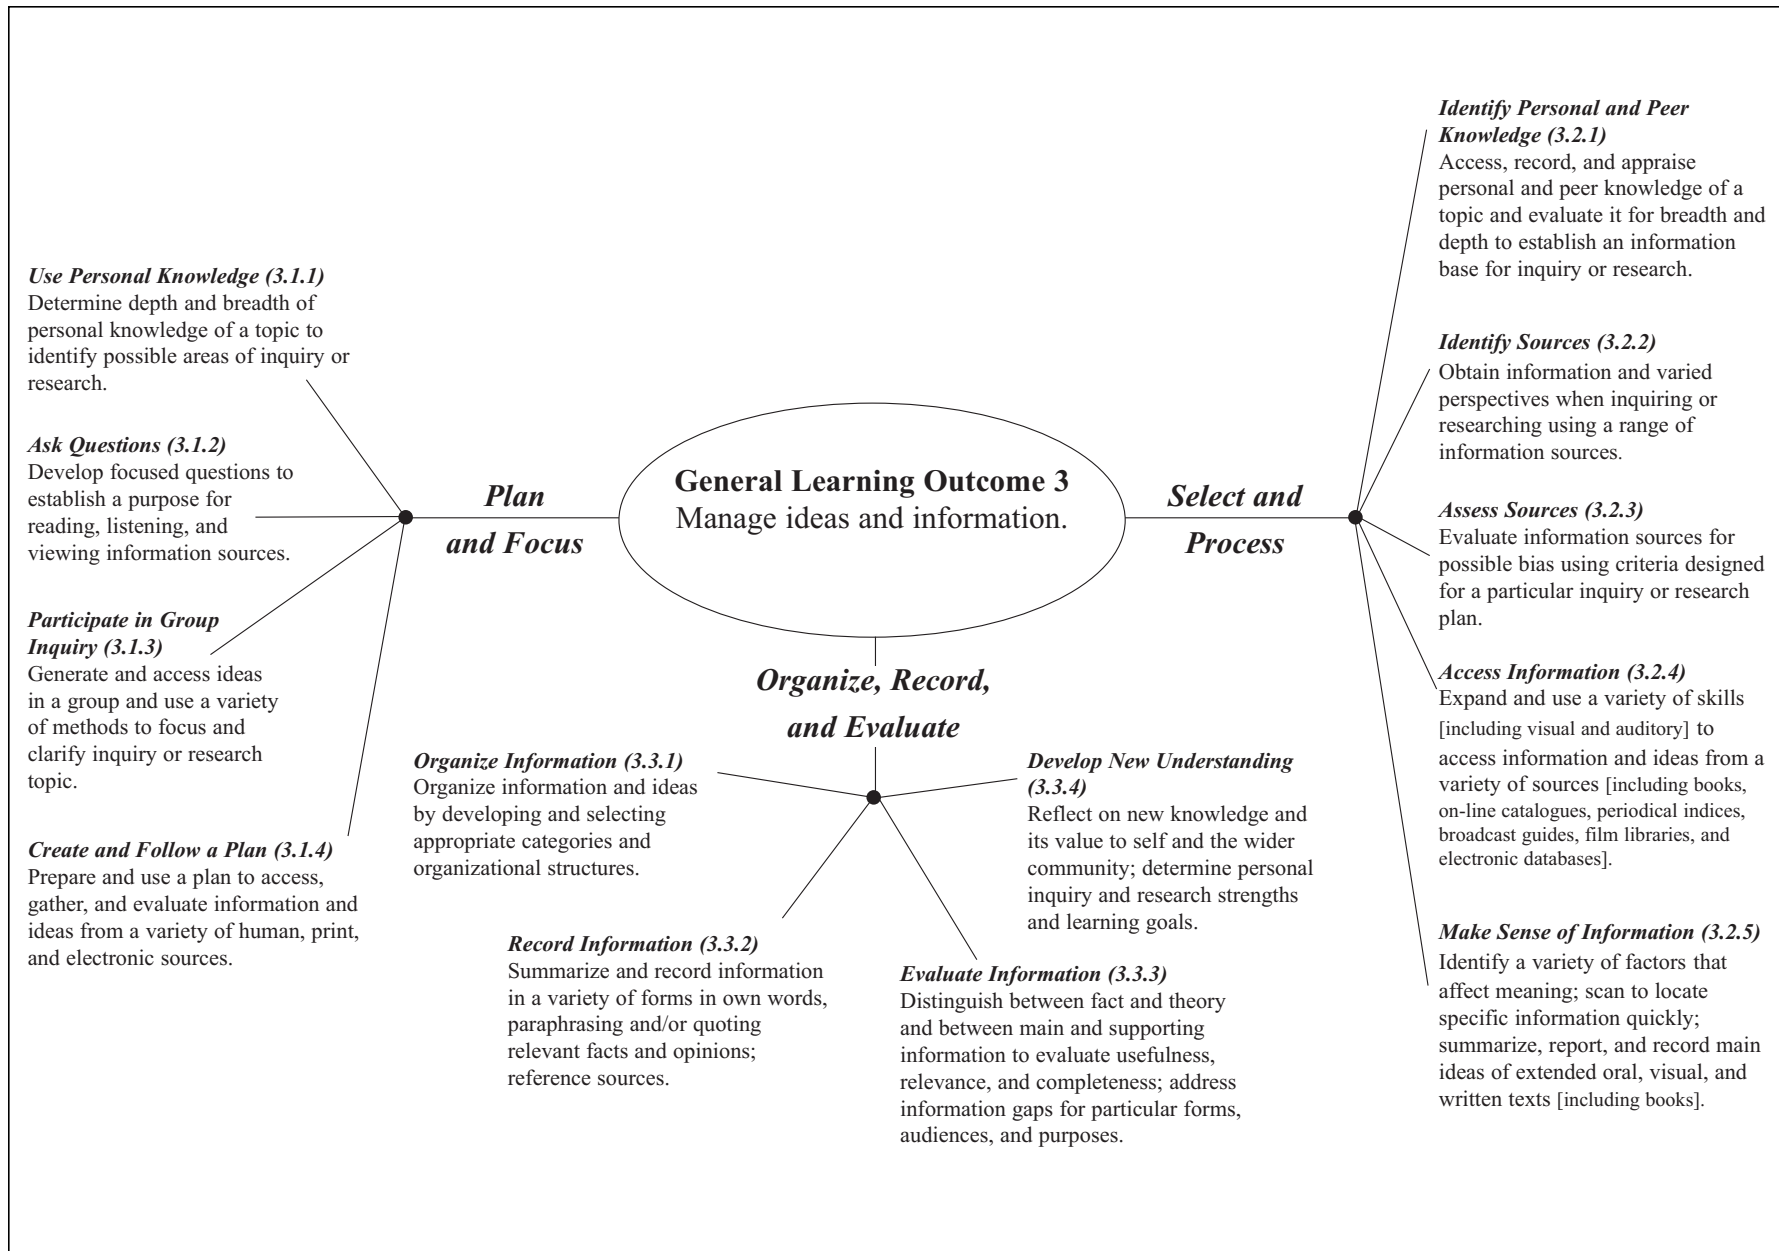 General Learning Outcome 3
Manage ideas and information.
Plan
and Focus
Use Personal Knowledge (3.1.1)
Determine depth and breadth of
personal knowledge of a topic to
identify possible areas of inquiry or
research.
Ask Questions (3.1.2)
Develop focused questions to
establish a purpose for
reading, listening, and
viewing information sources.
Participate in Group
Inquiry (3.1.3)
Generate and access ideas
in a group and use a variety
of methods to focus and
clarify inquiry or research
topic.
Create and Follow a Plan (3.1.4)
Prepare and use a plan to access,
gather, and evaluate information and
ideas from a variety of human, print,
and electronic sources.
Select and
Process
Identify Personal and Peer
Knowledge (3.2.1)
Access, record, and appraise
personal and peer knowledge of a
topic and evaluate it for breadth and
depth to establish an information
base for inquiry or research.
Identify Sources (3.2.2)
Obtain information and varied
perspectives when inquiring or
researching using a range of
information sources.
Assess Sources (3.2.3)
Evaluate information sources for
possible bias using criteria designed
for a particular inquiry or research
plan.
Access Information (3.2.4)
Expand and use a variety of skills
[including visual and auditory] to
access information and ideas from a
variety of sources [including books,
on-line catalogues, periodical indices,
broadcast guides, film libraries, and
electronic databases].
Make Sense of Information (3.2.5)
Identify a variety of factors that
affect meaning; scan to locate
specific information quickly;
summarize, report, and record main
ideas of extended oral, visual, and
written texts [including books].
Organize, Record,
and Evaluate
Organize Information (3.3.1)
Organize information and ideas
by developing and selecting
appropriate categories and
organizational structures.
Record Information (3.3.2)
Summarize and record information
in a variety of forms in own words,
paraphrasing and/or quoting
relevant facts and opinions;
reference sources.
Evaluate Information (3.3.3)
Distinguish between fact and theory
and between main and supporting
information to evaluate usefulness,
relevance, and completeness; address
information gaps for particular forms,
audiences, and purposes.
Develop New Understanding
(3.3.4)
Reflect on new knowledge and
its value to self and the wider
community; determine personal
inquiry and research strengths
and learning goals.